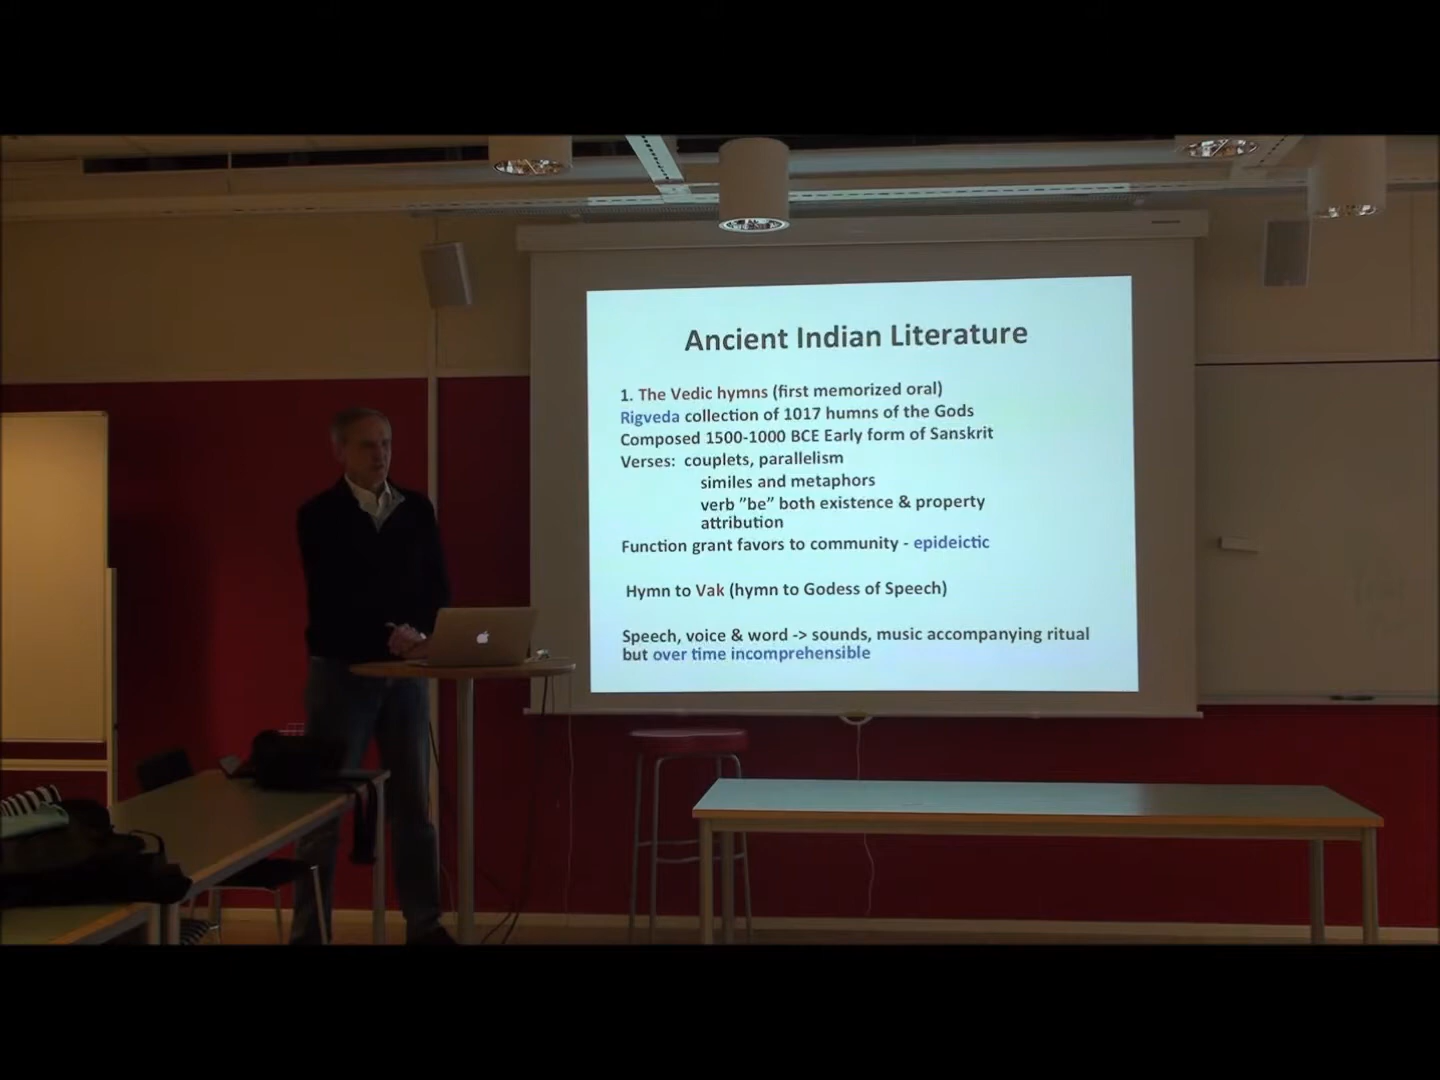 Ancient Indian Literature
1. The Vedic hymns (first memorized oral)
Rigveda collection of 1017 humns of the Gods
Composed 1500-1000 BCE Early form of Sanskrit
Verses: couplets, parallelism
similes and metaphors
verb ”be” both existence & property
attribution
Function grant favors to community - epideictic
Hymn to Vak (hymn to Godess of Speech)
Speech, voice & word -> sounds, music accompanying ritual
but over time incomprehensible